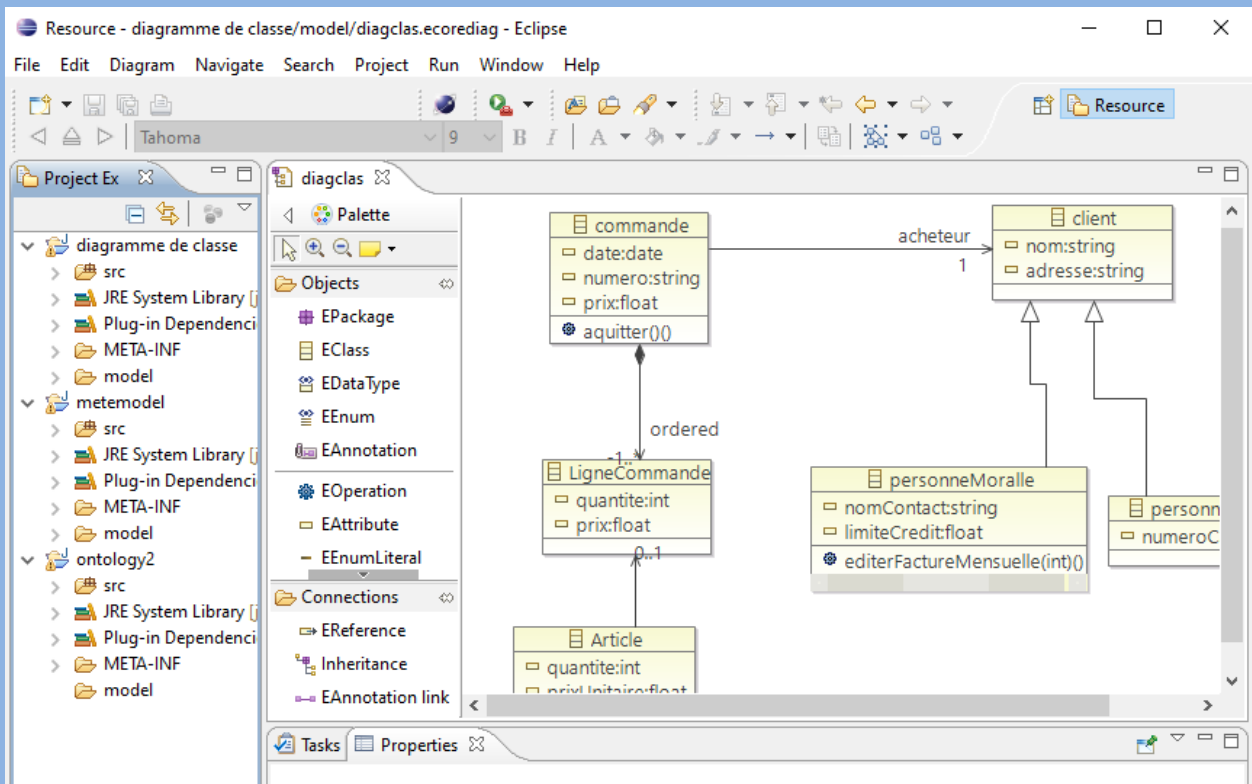 Resource - diagramme de classe/model/diagclas.ecorediag - Eclipse
File Edit Diagram Navigate Search Project Run Window Help
Resource
Tahoma 9 B I A
Project Ex
diagramme de classe
src
JRE System Library [j
Plug-in Dependenci
META-INF
model
metemodel
src
JRE System Library [j
Plug-in Dependenci
META-INF
model
ontology2
src
JRE System Library [j
Plug-in Dependenci
META-INF
model
diagclas
Palette
Objects
EPackage
EClass
EDataType
EEnum
EAnnotation
EOperation
EAttribute
EEnumLiteral
Connections
EReference
Inheritance
EAnnotation link
commande
date:date
numero:string
prix:float
aquitter()()
acheteur
1
client
nom:string
adresse:string
ordered
-1..*
LigneCommande
quantite:int
prix:float
0..1
Article
quantite:int
prixUnitaire:float
personneMoralle
nomContact:string
limiteCredit:float
editerFactureMensuelle(int)()
personn
numeroC
Tasks
Properties